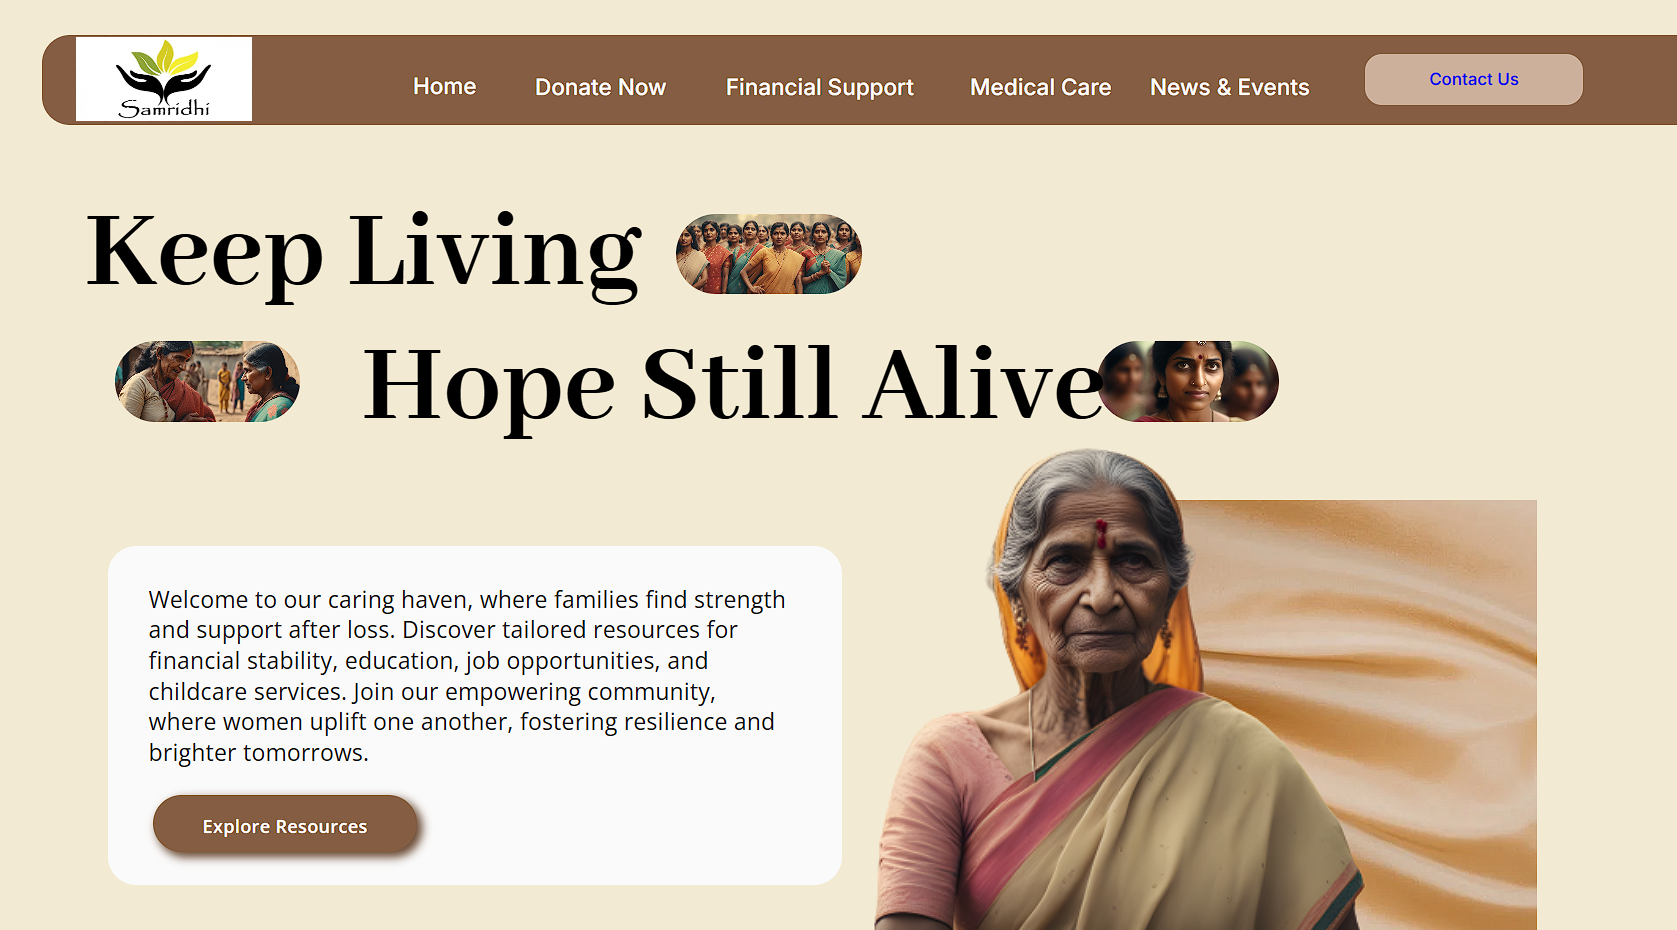 Samridhi
Home Donate Now Financial Support Medical Care News & Events Contact Us
Keep Living
Hope Still Alive
Welcome to our caring haven, where families find strength
and support after loss. Discover tailored resources for
financial stability, education, job opportunities, and
childcare services. Join our empowering community,
where women uplift one another, fostering resilience and
brighter tomorrows.
Explore Resources